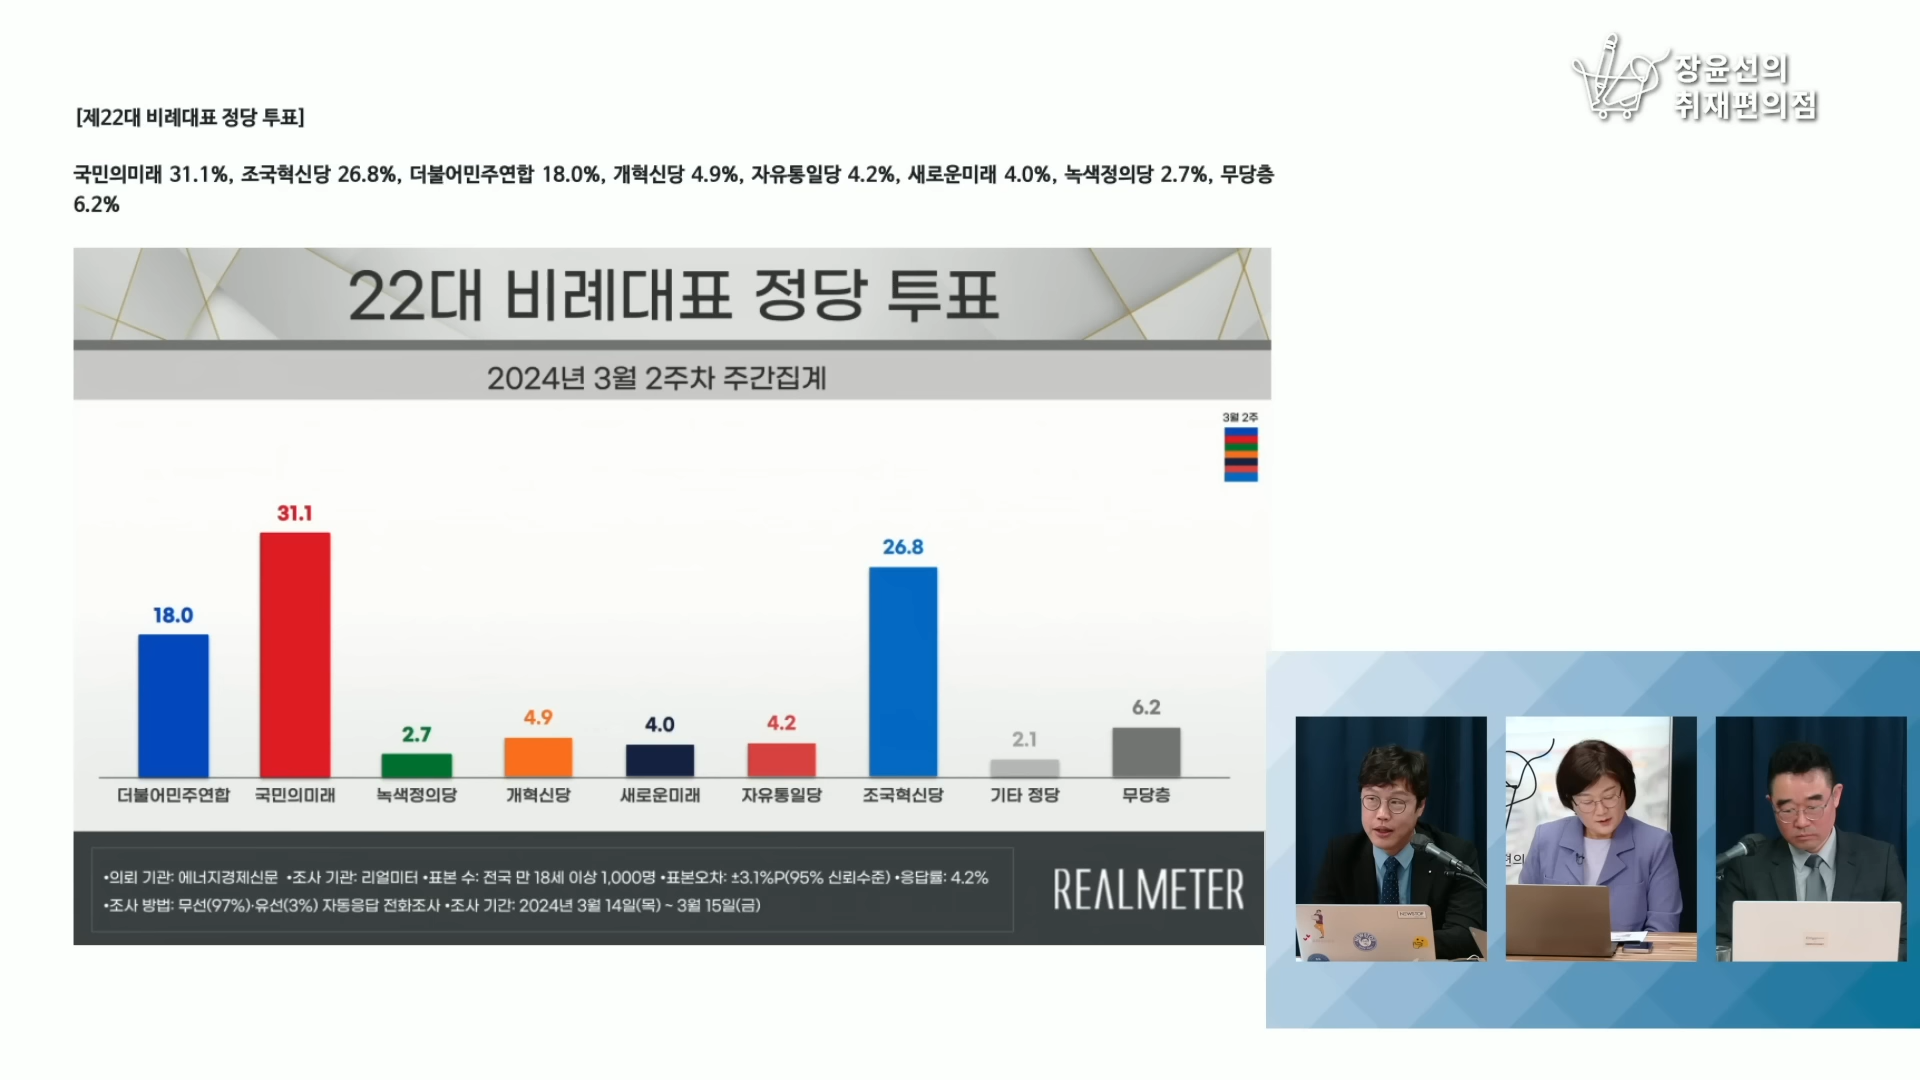 장윤선의
취재편의점
[제22대 비례대표 정당 투표]
국민의미래 31.1%, 조국혁신당 26.8%, 더불어민주연합 18.0%, 개혁신당 4.9%, 자유통일당 4.2%, 새로운미래 4.0%, 녹색정의당 2.7%, 무당층
6.2%
22대 비례대표 정당 투표
2024년 3월 2주차 주간집계
3월 2주
18.0 31.1 2.7 4.9 4.0 4.2 26.8 2.1 6.2
더불어민주연합 국민의미래 녹색정의당 개혁신당 새로운미래 자유통일당 조국혁신당 기타 정당 무당층
•의뢰 기관: 에너지경제신문 •조사 기관: 리얼미터 •표본 수: 전국 만 18세 이상 1,000명 •표본오차: ±3.1%P(95% 신뢰수준) •응답률: 4.2%
•조사 방법: 무선(97%)·유선(3%) 자동응답 전화조사 •조사 기간: 2024년 3월 14일(목) ~ 3월 15일(금)
REALMETER
편의